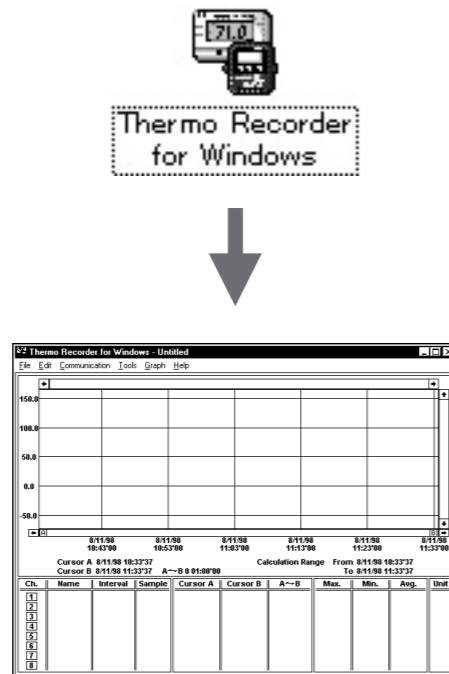 71.0
Thermo Recorder
for Windows
Thermo Recorder for Windows - Untitled
File Edit Communication Tools Graph Help
150.0
100.0
50.0
0.0
-50.0
A B
8/11/98 8/11/98 8/11/98 8/11/98 8/11/98 8/11/98
10:43'00 10:53'00 11:03'00 11:13'00 11:23'00 11:33'00
Cursor A 8/11/98 10:33'37 Calculation Range From 8/11/98 10:33'37
Cursor B 8/11/98 11:33'37 A~B 0 01:00'00 To 8/11/98 11:33'37
Ch. Name Interval Sample Cursor A Cursor B A~B Max. Min. Avg. Unit
1
2
3
4
5
6
7
8